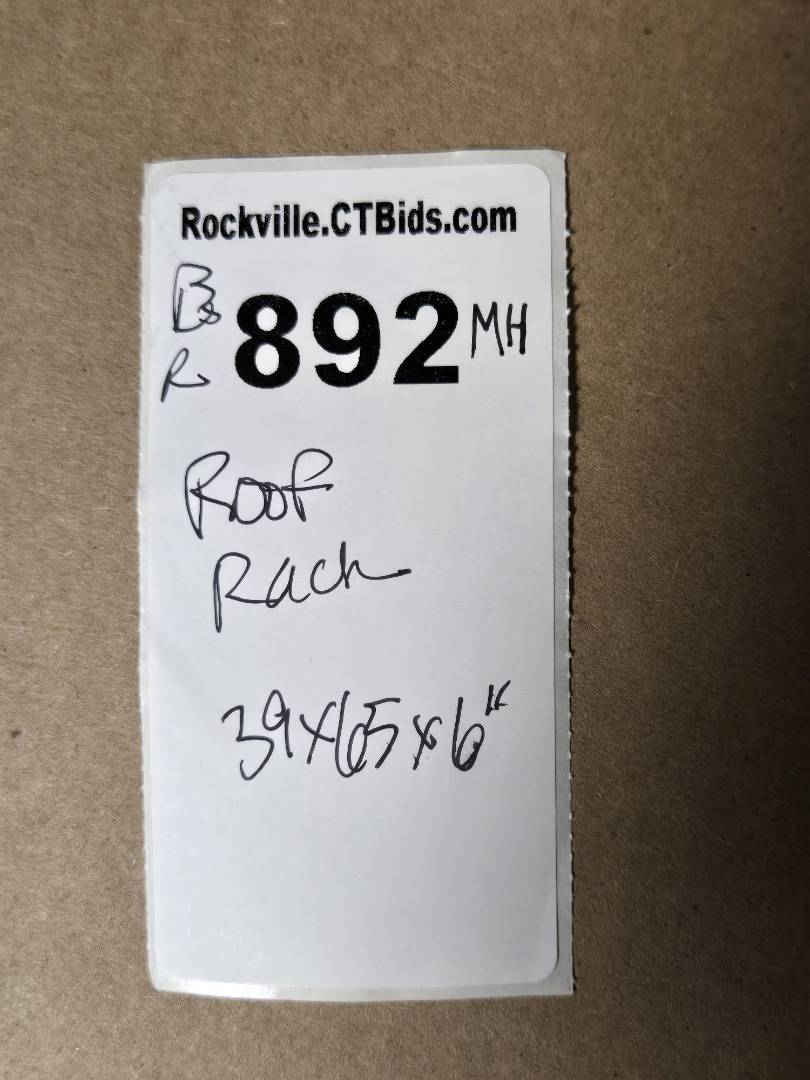 Rockville.CTBids.com
892 MH
R
Roof
Rack
39x65x6"